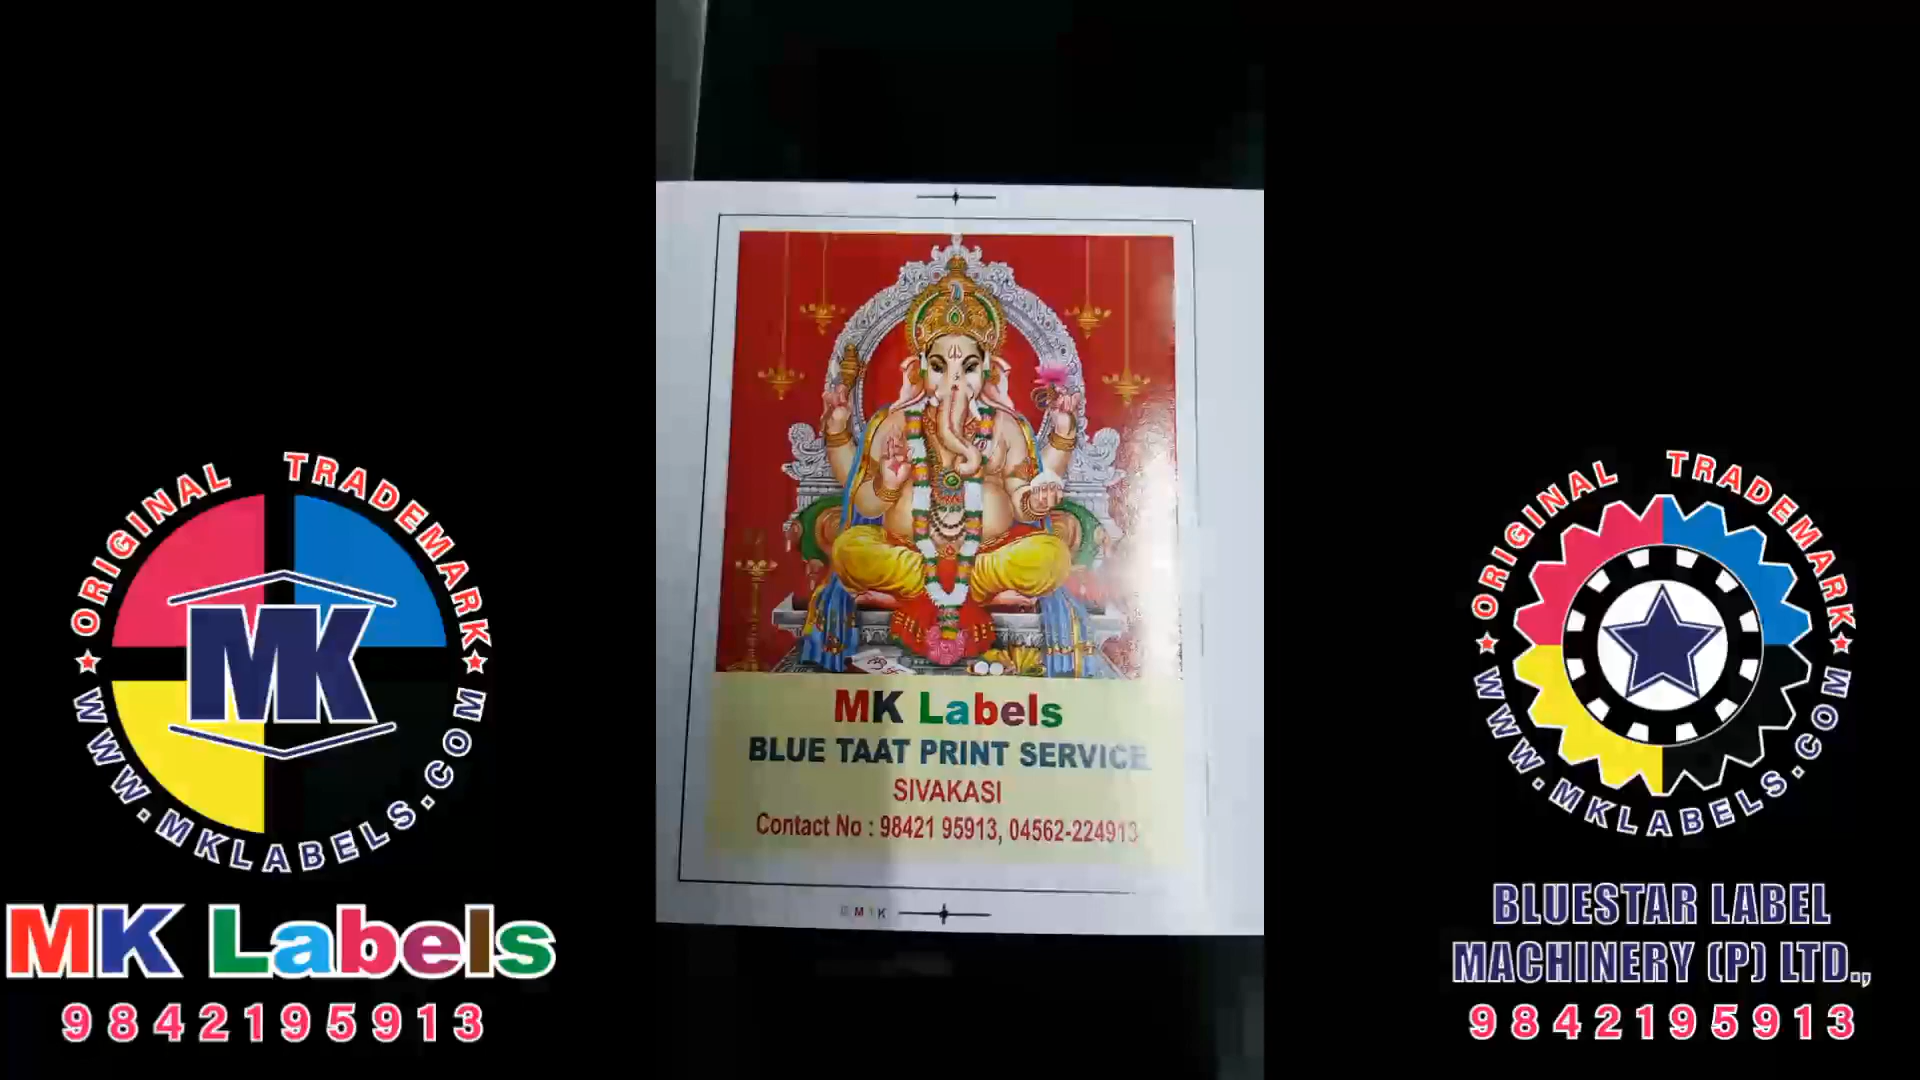 ORIGINAL TRADEMARK
MK
WWW.MKLABELS.COM
MK Labels
9842195913
MK Labels
BLUE TAAT PRINT SERVICE
SIVAKASI
Contact No : 98421 95913, 04562-224913
ORIGINAL TRADEMARK
WWW.MKLABELS.COM
BLUESTAR LABEL
MACHINERY (P) LTD.,
9842195913